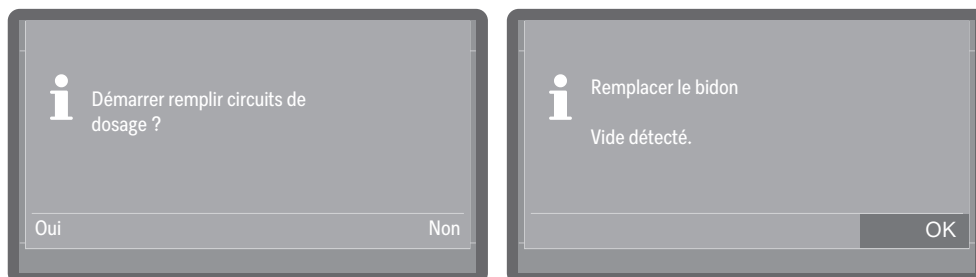 Démarrer remplir circuits de
dosage ?
Oui
Non
Remplacer le bidon
Vide détecté.
OK